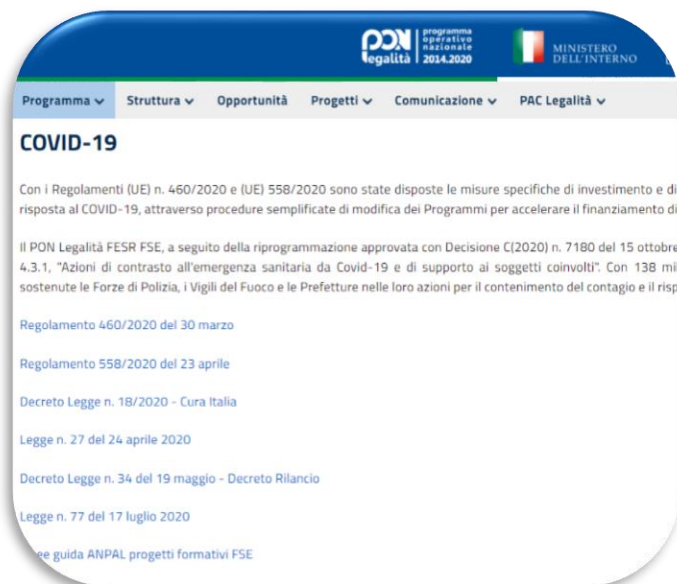 PON legalità
programma operativo nazionale 2014.2020
MINISTERO DELL'INTERNO
Programma Struttura Opportunità Progetti Comunicazione PAC Legalità
COVID-19
Con i Regolamenti (UE) n. 460/2020 e (UE) 558/2020 sono state disposte le misure specifiche di investimento e di
risposta al COVID-19, attraverso procedure semplificate di modifica dei Programmi per accelerare il finanziamento di
Il PON Legalità FESR FSE, a seguito della riprogrammazione approvata con Decisione C(2020) n. 7180 del 15 ottobre
4.3.1, "Azioni di contrasto all'emergenza sanitaria da Covid-19 e di supporto ai soggetti coinvolti". Con 138
sostenute le Forze di Polizia, i Vigili del Fuoco e le Prefetture nelle loro azioni per il contenimento del contagio e il
Regolamento 460/2020 del 30 marzo
Regolamento 558/2020 del 23 aprile
Decreto Legge n. 18/2020 - Cura Italia
Legge n. 27 del 24 aprile 2020
Decreto Legge n. 34 del 19 maggio - Decreto Rilancio
Legge n. 77 del 17 luglio 2020
guida ANPAL progetti formativi FSE